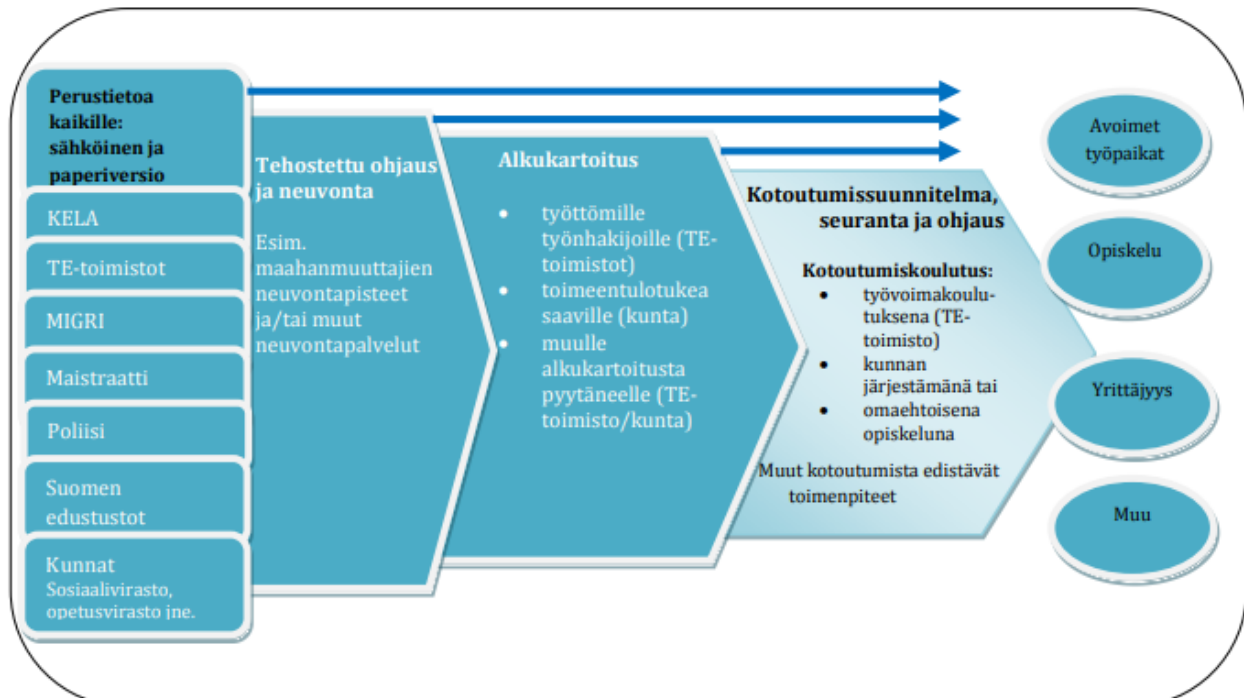 Perustietoa
kaikille:
sähköinen ja
paperiversio
KELA
TE-toimistot
MIGRI
Maistraatti
Poliisi
Suomen
edustustot
Kunnat
Sosiaalivirasto,
opetusvirasto jne.
Tehostettu ohjaus
ja neuvonta
Esim.
maahanmuuttajien
neuvontapisteet
ja/tai muut
neuvontapalvelut
Alkukartoitus
• työttömille
työnhakijoille (TE-
toimistot)
• toimeentulotukea
saaville (kunta)
• muulle
alkukartoitusta
pyytäneelle (TE-
toimisto/kunta)
Kotoutumissuunnitelma,
seuranta ja ohjaus
Kotoutumiskoulutus:
• työvoimakoulu-
tuksena (TE-
toimisto)
• kunnan
järjestämänä tai
• omaehtoisena
opiskeluna
Muut kotoutumista edistävät
toimenpiteet
Avoimet
työpaikat
Opiskelu
Yrittäjyys
Muu